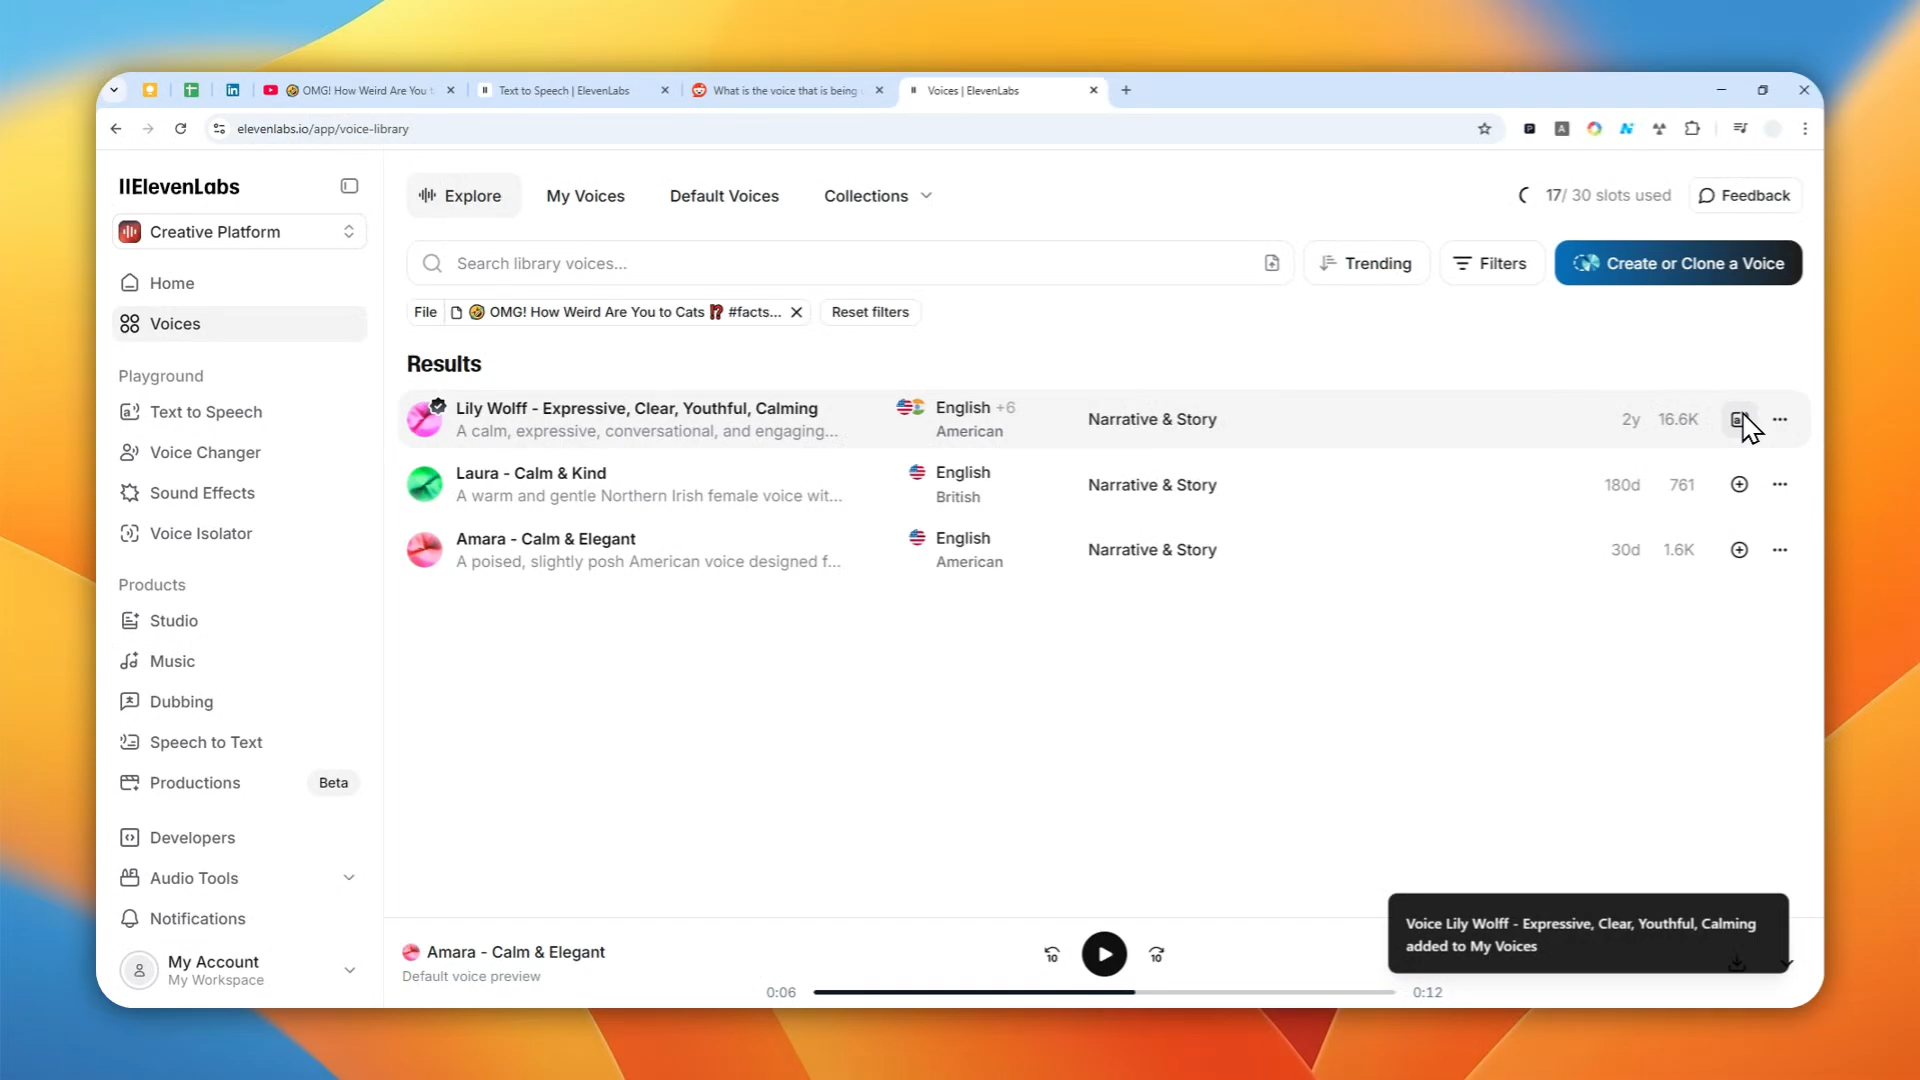 OMG! How Weird Are You t
Text to Speech | ElevenLabs
What is the voice that is being
Voices | ElevenLabs
elevenlabs.io/app/voice-library
IIElevenLabs
Creative Platform
Home
Voices
Playground
Text to Speech
Voice Changer
Sound Effects
Voice Isolator
Products
Studio
Music
Dubbing
Speech to Text
Productions Beta
Developers
Audio Tools
Notifications
My Account
My Workspace
Explore My Voices Default Voices Collections 17/ 30 slots used Feedback
Search library voices... Trending Filters Create or Clone a Voice
File 🤣 OMG! How Weird Are You to Cats ⁉️ #facts... Reset filters
Results
Lily Wolff - Expressive, Clear, Youthful, Calming English +6 Narrative & Story 2y 16.6K
A calm, expressive, conversational, and engaging... American
Laura - Calm & Kind English Narrative & Story 180d 761
A warm and gentle Northern Irish female voice wit... British
Amara - Calm & Elegant English Narrative & Story 30d 1.6K
A poised, slightly posh American voice designed f... American
Amara - Calm & Elegant
Default voice preview
10 10
0:06 0:12
Voice Lily Wolff - Expressive, Clear, Youthful, Calming
added to My Voices